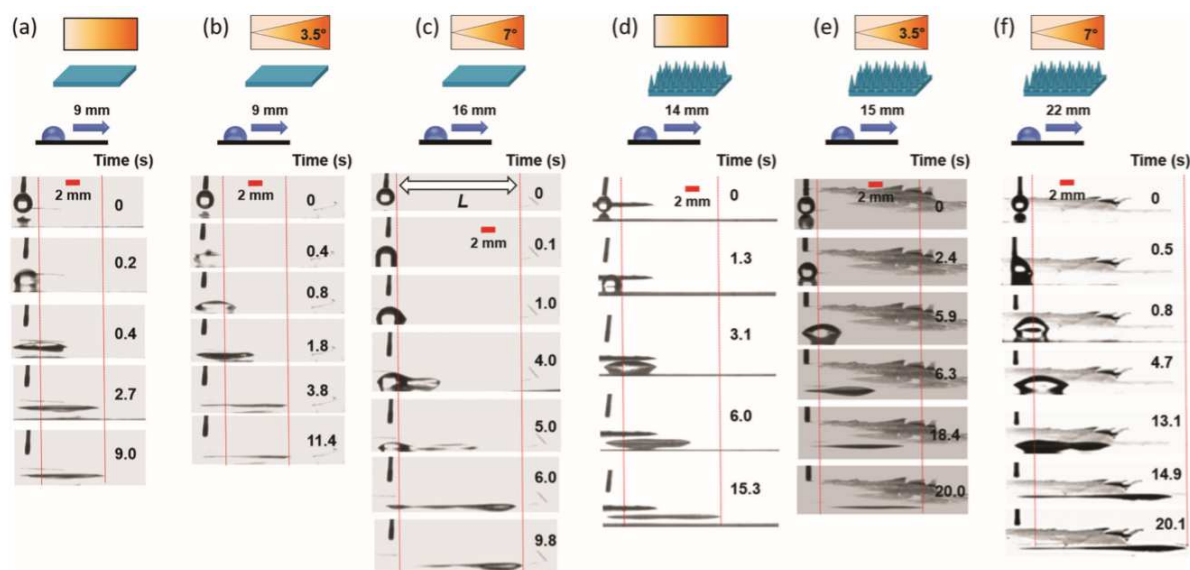 (a)
9 mm
Time (s)
2 mm
0
0.2
0.4
2.7
9.0
(b)
3.5°
9 mm
Time (s)
2 mm
0
0.4
0.8
1.8
3.8
11.4
(c)
7°
16 mm
Time (s)
L
0
2 mm
0.1
1.0
4.0
5.0
6.0
9.8
(d)
14 mm
Time (s)
2 mm
0
1.3
3.1
6.0
15.3
(e)
3.5°
15 mm
Time (s)
2 mm
0
2.4
5.9
6.3
18.4
20.0
(f)
7°
22 mm
Time (s)
2 mm
0
0.5
0.8
4.7
13.1
14.9
20.1